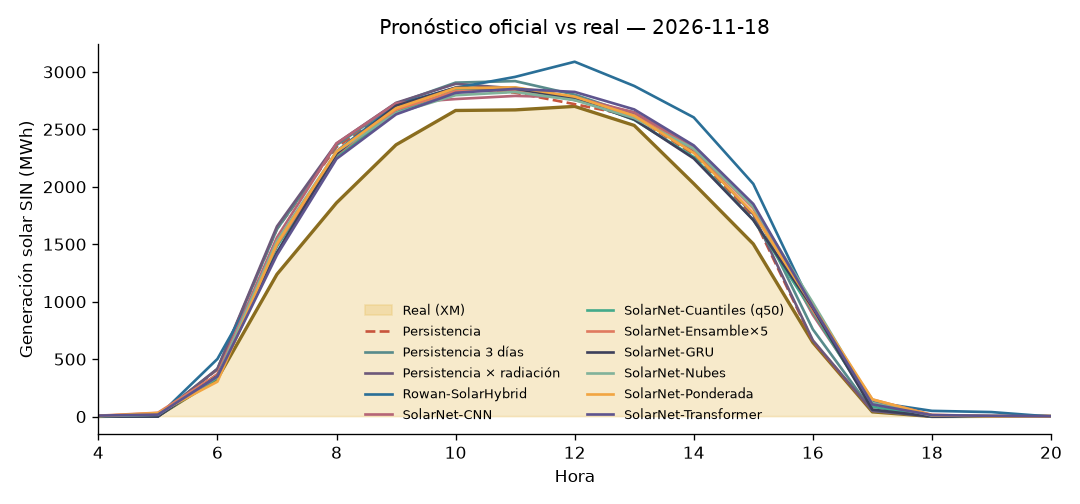 Pronóstico oficial vs real — 2026-11-18
Generación solar SIN (MWh)
3000
2500
2000
1500
1000
500
0
Real (XM)
Persistencia
Persistencia 3 días
Persistencia × radiación
Rowan-SolarHybrid
SolarNet-CNN
SolarNet-Cuantiles (q50)
SolarNet-Ensamble×5
SolarNet-GRU
SolarNet-Nubes
SolarNet-Ponderada
SolarNet-Transformer
4 6 8 10 12 14 16 18 20
Hora